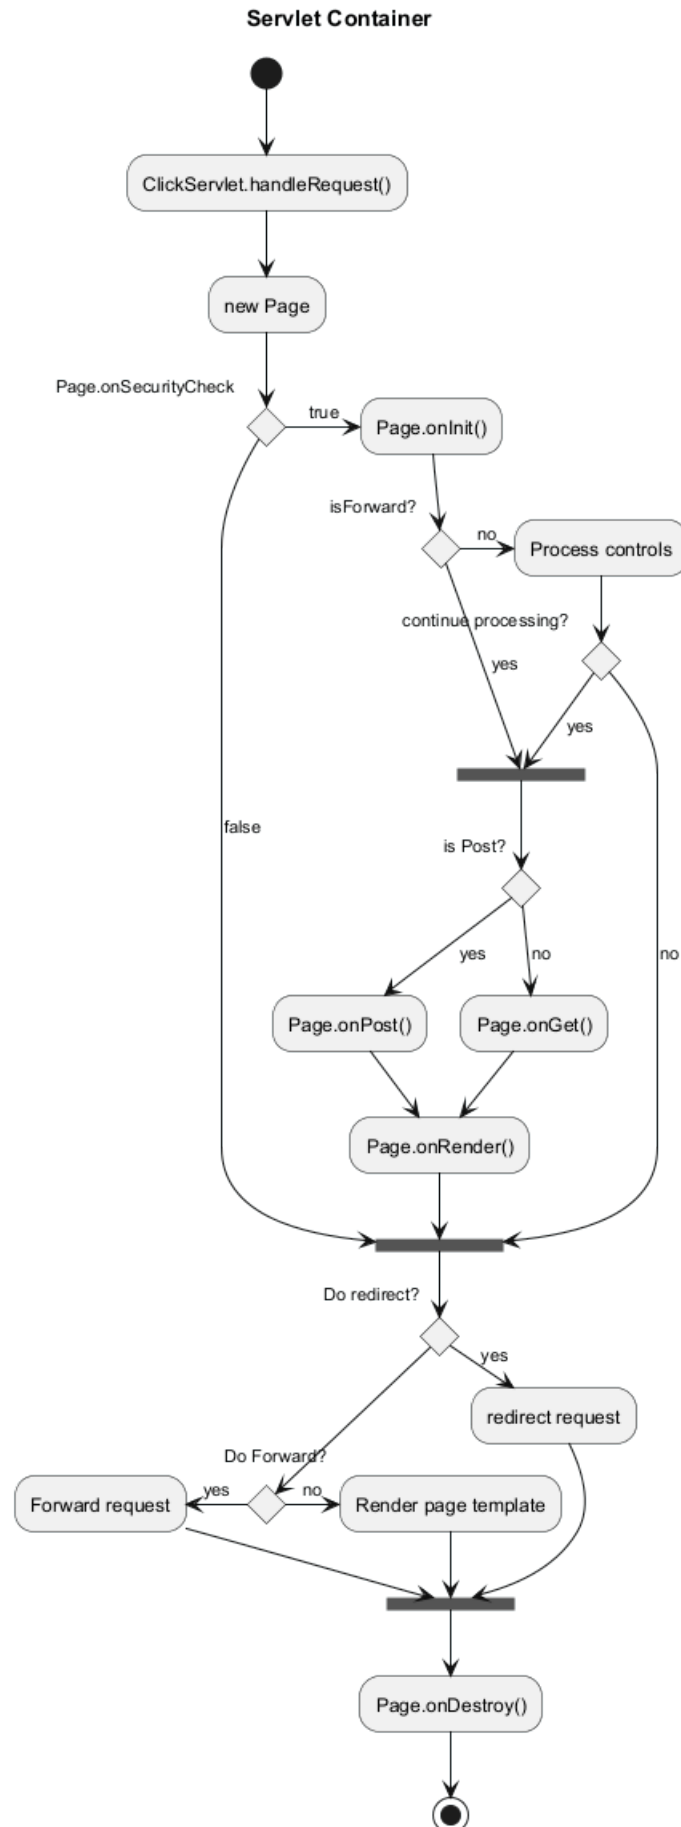 Servlet Container
ClickServlet.handleRequest()
new Page
Page.onSecurityCheck
true
Page.onInit()
isForward?
no
Process controls
continue processing?
yes
yes
false
is Post?
yes
no
no
Page.onPost()
Page.onGet()
Page.onRender()
Do redirect?
yes
redirect request
Do Forward?
Forward request
yes
no
Render page template
Page.onDestroy()